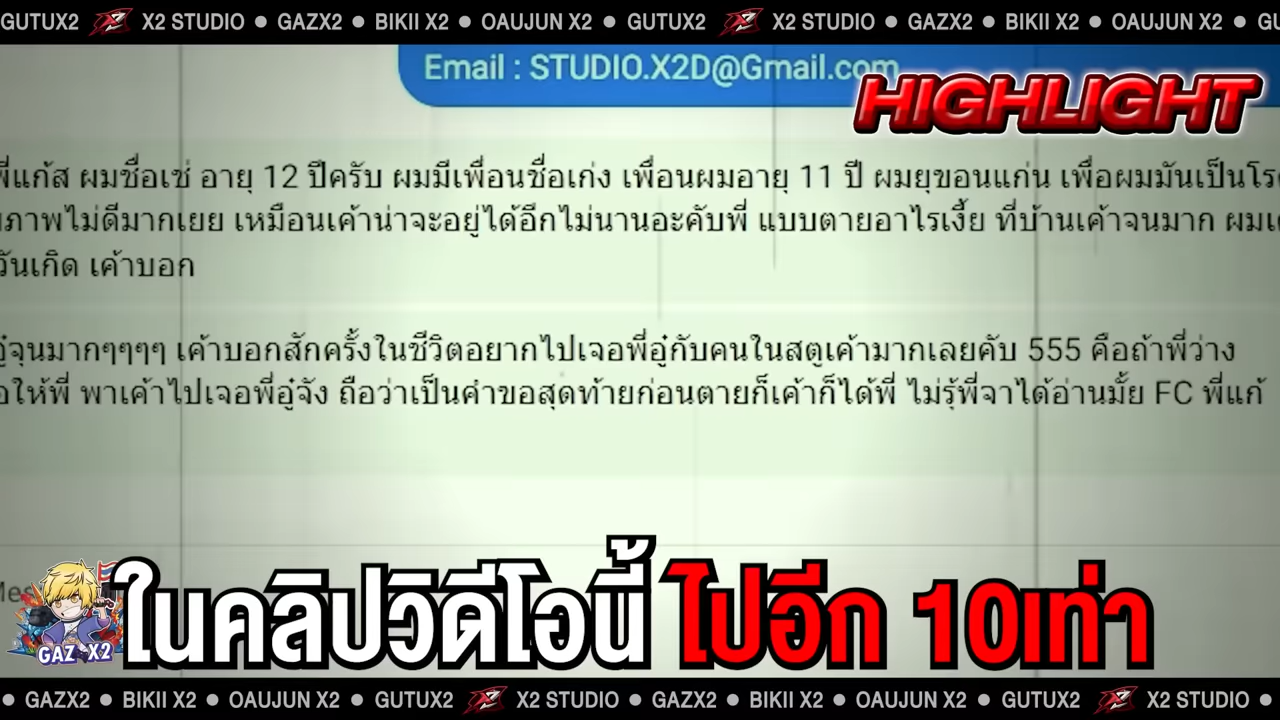 GUTUX2 X2 STUDIO ● GAZX2 ● BIKII X2 ● OAUJUN X2 ● GUTUX2 X2 STUDIO ● GAZX2 ● BIKII X2 ● OAUJUN X2 ●
Email : STUDIO.X2D@Gmail.com
HIGHLIGHT
พี่แก้ส ผมชื่อเช่ อายุ 12 ปีครับ ผมมีเพื่อนชื่อเก่ง เพื่อนผมอายุ 11 ปี ผมยุขอนแก่น เพื่อผมมันเป็นโร
ภาพไม่ดีมากเยย เหมือนเค้าน่าจะอยู่ได้อีกไม่นานอะคับพี่ แบบตายอาไรเงี้ย ที่บ้านเค้าจนมาก ผม
วันเกิด เค้าบอก
อู๋จุนมากๆๆๆๆ เค้าบอกสักครั้งในชีวิตอยากไปเจอพี่อู๋กับคนในสตูเค้ามากเลยคับ 555 คือถ้าพี่ว่าง
อให้พี่ พาเค้าไปเจอพี่อู๋จัง ถือว่าเป็นคำขอสุดท้ายก่อนตายก็เค้าก็ได้พี่ ไม่รุ้พี่จาได้อ่านมั้ย FC พี่แก้
Mes
GAZ X2
ในคลิปวิดีโอนี้ ไปอีก 10เท่า
● GAZX2 ● BIKII X2 ● OAUJUN X2 ● GUTUX2 X2 STUDIO ● GAZX2 ● BIKII X2 ● OAUJUN X2 ● GUTUX2 X2 STUDIO ●